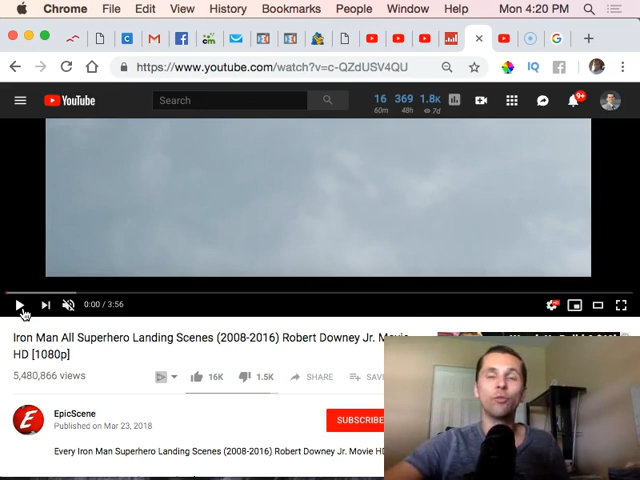 Chrome File Edit View History Bookmarks People Window Help Mon 4:20 PM
https://www.youtube.com/watch?v=c-QZdUSV4QU
YouTube Search 16 369 1.8K 9+
60m 48h 7d
0:00 / 3:56
Iron Man All Superhero Landing Scenes (2008-2016) Robert Downey Jr. Movie
HD [1080p]
5,480,866 views 16K 1.5K SHARE SAVE
EpicScene SUBSCRIBE
Published on Mar 23, 2018
Every Iron Man Superhero Landing Scenes (2008-2016) Robert Downey Jr. Movie HD